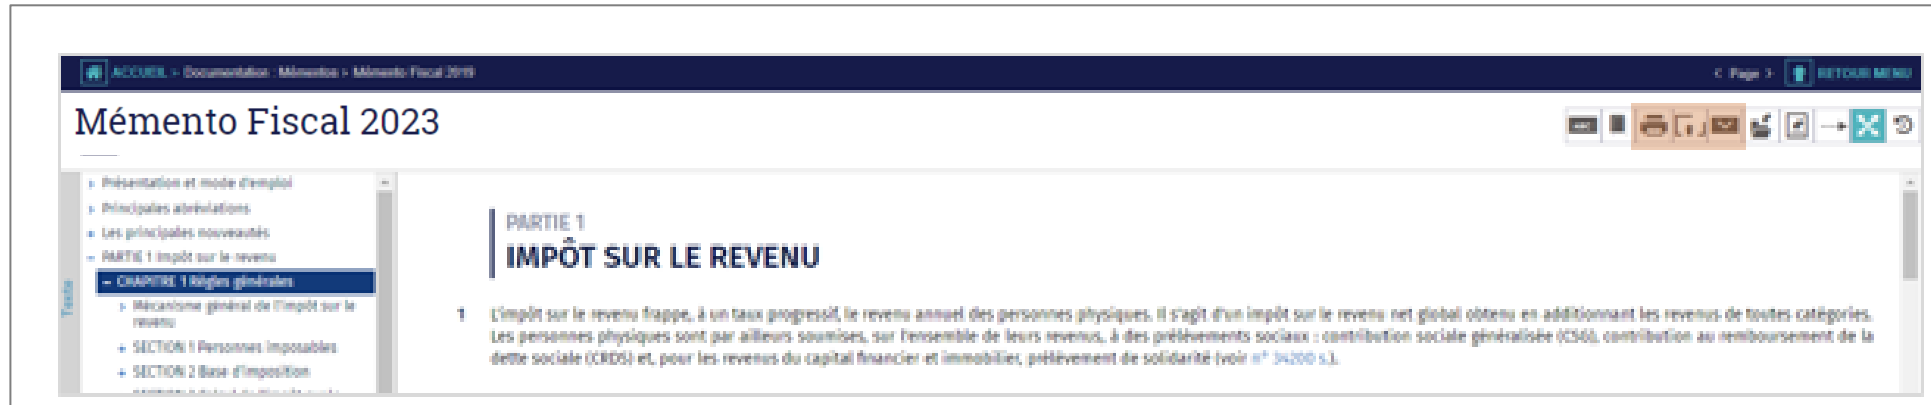 ACCUEIL > Documentation : Mémentos > Mémento Fiscal 2019
< Page >
RETOUR MENU
Mémento Fiscal 2023
Texte
Présentation et mode d'emploi
Principales abréviations
Les principales nouveautés
PARTIE 1 Impôt sur le revenu
CHAPITRE 1 Règles générales
Mécanisme général de l'impôt sur le
revenu
SECTION 1 Personnes imposables
SECTION 2 Base d'imposition
PARTIE 1
IMPÔT SUR LE REVENU
1 L'impôt sur le revenu frappe, à un taux progressif, le revenu annuel des personnes physiques. Il s'agit d'un impôt sur le revenu net global obtenu en additionnant les revenus de toutes catégories.
Les personnes physiques sont par ailleurs soumises, sur l'ensemble de leurs revenus, à des prélèvements sociaux : contribution sociale généralisée (CSG), contribution au remboursement de la
dette sociale (CRDS) et, pour les revenus du capital financier et immobilier, prélèvement de solidarité (voir n° 34200 s.).